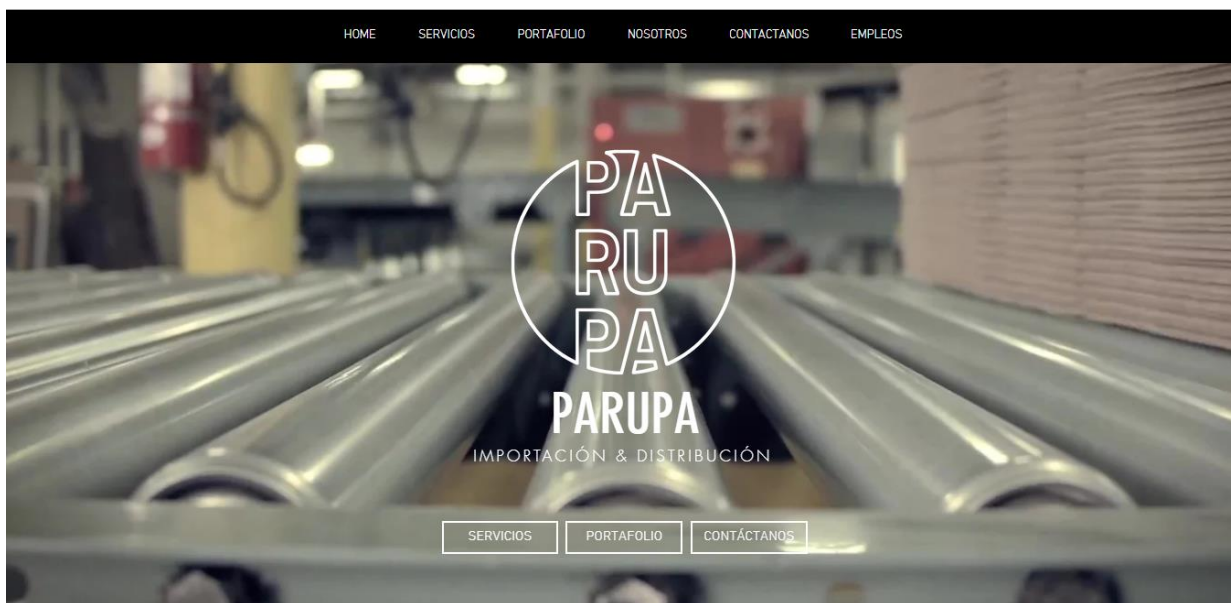 HOME SERVICIOS PORTAFOLIO NOSOTROS CONTACTANOS EMPLEOS
PA
RU
PA
PARUPA
IMPORTACIÓN & DISTRIBUCIÓN
SERVICIOS PORTAFOLIO CONTÁCTANOS